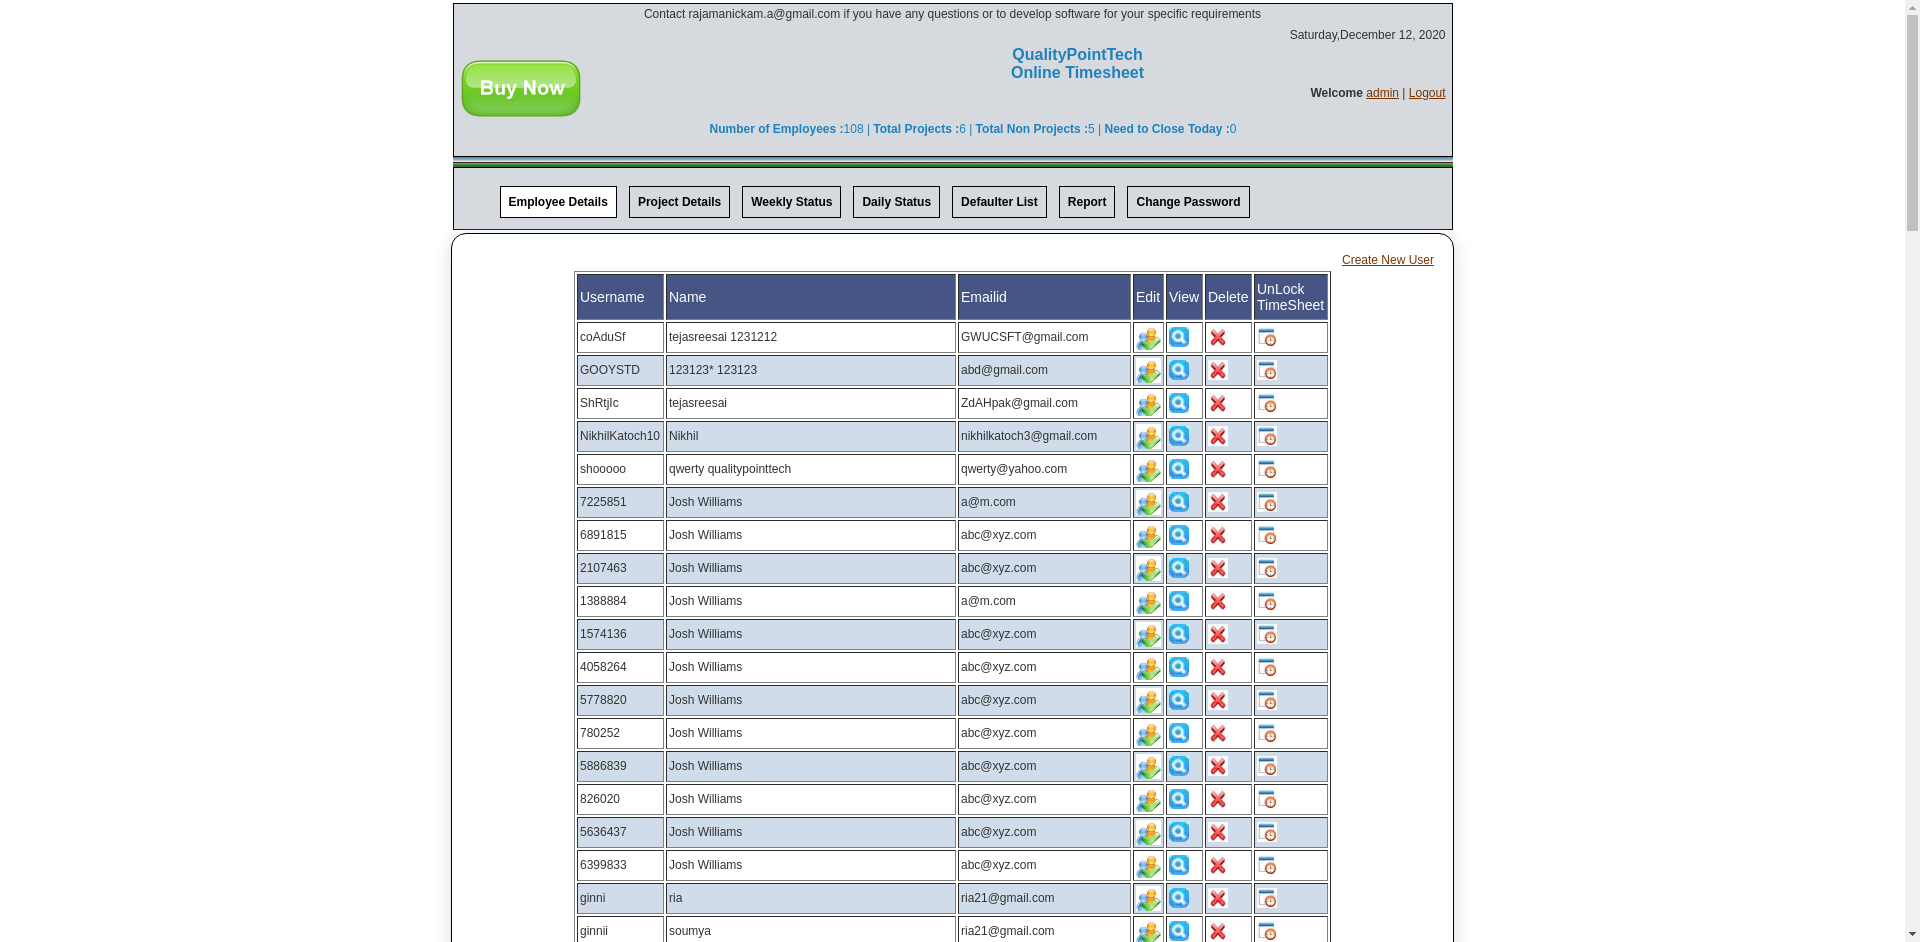 Contact rajamanickam.a@gmail.com if you have any questions or to develop software for your specific requirements
Saturday,December 12, 2020
QualityPointTech
Online Timesheet
Buy Now
Welcome admin | Logout
Number of Employees :108 | Total Projects :6 | Total Non Projects :5 | Need to Close Today :0
Employee Details Project Details Weekly Status Daily Status Defaulter List Report Change Password
Create New User
Username Name Emailid Edit View Delete UnLock TimeSheet
coAduSf tejasreesai 1231212 GWUCSFT@gmail.com
GOOYSTD 123123* 123123 abd@gmail.com
ShRtjIc tejasreesai ZdAHpak@gmail.com
NikhilKatoch10 Nikhil nikhilkatoch3@gmail.com
shooooo qwerty qualitypointtech qwerty@yahoo.com
7225851 Josh Williams a@m.com
6891815 Josh Williams abc@xyz.com
2107463 Josh Williams abc@xyz.com
1388884 Josh Williams a@m.com
1574136 Josh Williams abc@xyz.com
4058264 Josh Williams abc@xyz.com
5778820 Josh Williams abc@xyz.com
780252 Josh Williams abc@xyz.com
5886839 Josh Williams abc@xyz.com
826020 Josh Williams abc@xyz.com
5636437 Josh Williams abc@xyz.com
6399833 Josh Williams abc@xyz.com
ginni ria ria21@gmail.com
ginnii soumya ria21@gmail.com